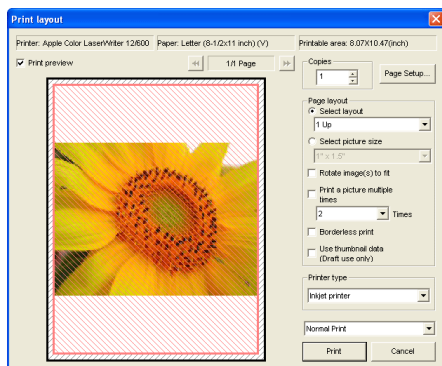 Print layout
Printer: Apple Color LaserWriter 12/600
Paper: Letter (8-1/2x11 inch) (V)
Printable area: 8.07X10.47(inch)
Print preview
1/1 Page
Copies
1
Page Setup...
Page layout
Select layout
1 Up
Select picture size
1" x 1.5"
Rotate image(s) to fit
Print a picture multiple
times
2
Times
Borderless print
Use thumbnail data
(Draft use only)
Printer type
Inkjet printer
Normal Print
Print
Cancel